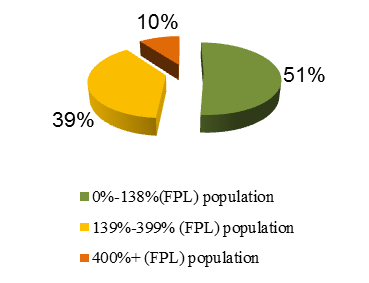 10%
51%
39%
0%-138%(FPL) population
139%-399% (FPL) population
400%+ (FPL) population